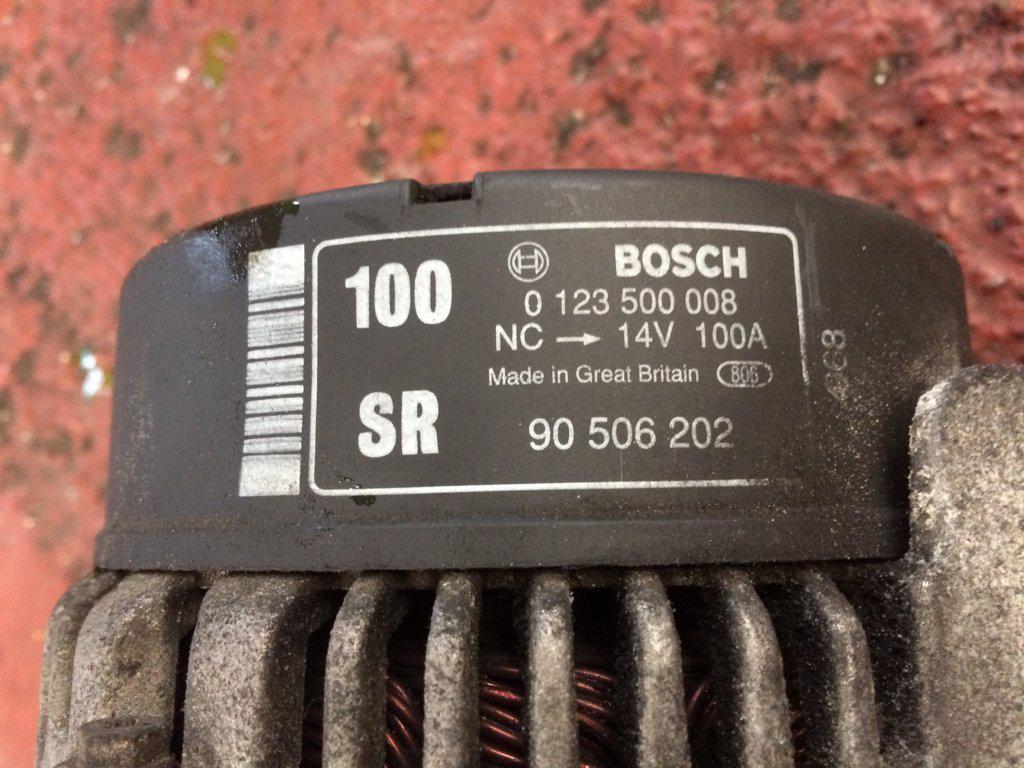 100
BOSCH
0 123 500 008
NC → 14V 100A
Made in Great Britain 806
SR
90 506 202